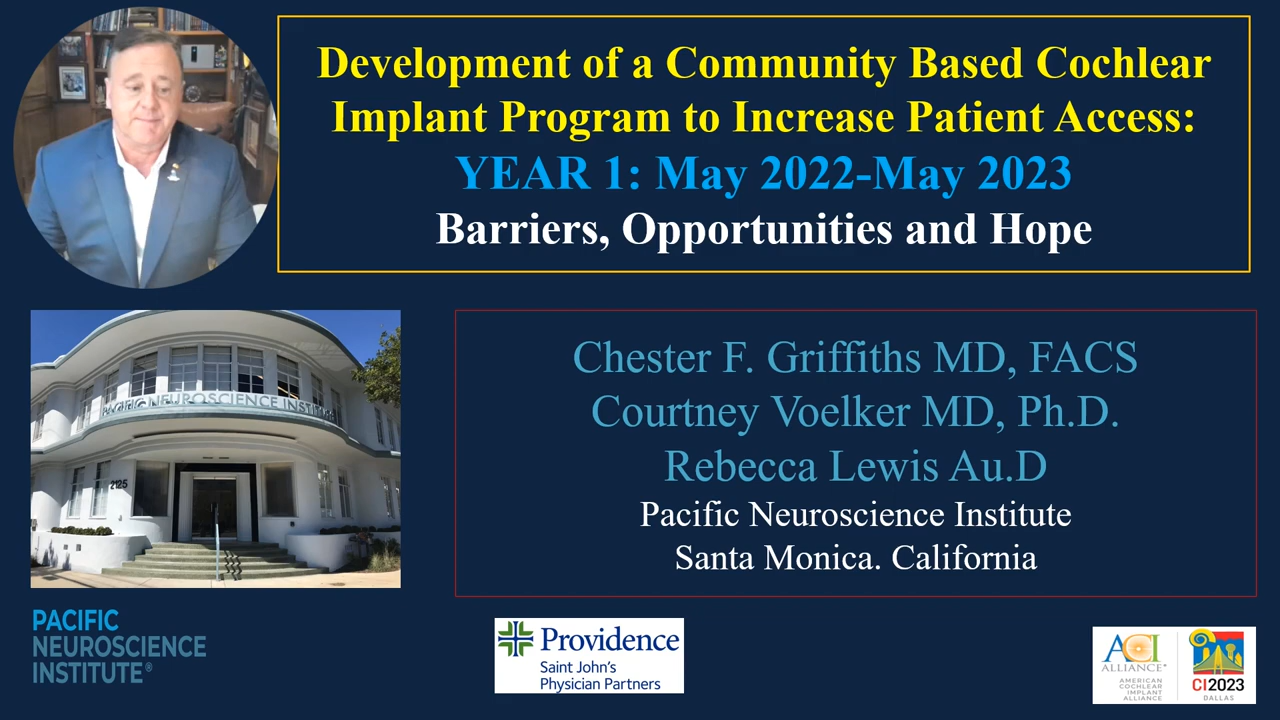 Development of a Community Based Cochlear
Implant Program to Increase Patient Access:
YEAR 1: May 2022-May 2023
Barriers, Opportunities and Hope
PACIFIC NEUROSCIENCE INSTITUTE
2125
Chester F. Griffiths MD, FACS
Courtney Voelker MD, Ph.D.
Rebecca Lewis Au.D
Pacific Neuroscience Institute
Santa Monica. California
PACIFIC
NEUROSCIENCE
INSTITUTE®
Providence
Saint John's
Physician Partners
ACI
ALLIANCE
AMERICAN
COCHLEAR
IMPLANT
ALLIANCE
CI2023
DALLAS